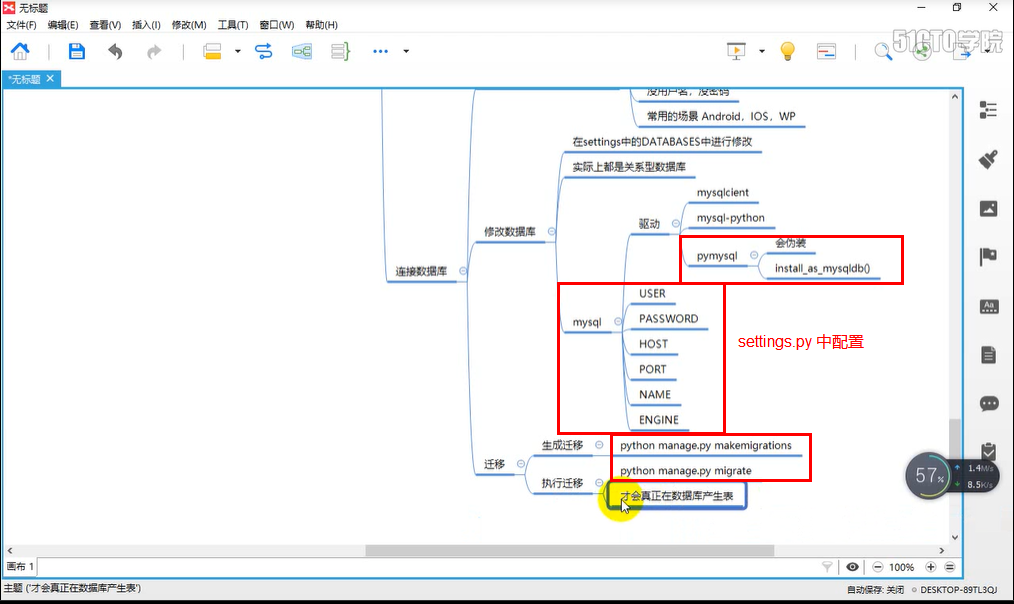 无标题
文件(F) 编辑(E) 查看(V) 插入(I) 修改(M) 工具(T) 窗口(W) 帮助(H)
51CTO学院
*无标题
没用户名，没密码
常用的场景 Android，IOS，WP
在settings中的DATABASES中进行修改
实际上都是关系型数据库
mysqlcient
驱动
mysql-python
修改数据库
会伪装
pymysql
install_as_mysqldb()
连接数据库
USER
mysql
PASSWORD
HOST
settings.py 中配置
PORT
NAME
ENGINE
生成迁移
python manage.py makemigrations
迁移
python manage.py migrate
执行迁移
才会真正在数据库产生表
57%
1.4M/s
8.5K/s
画布 1
100%
主题 ('才会真正在数据库产生表')
自动保存: 关闭
DESKTOP-89TL3QJ